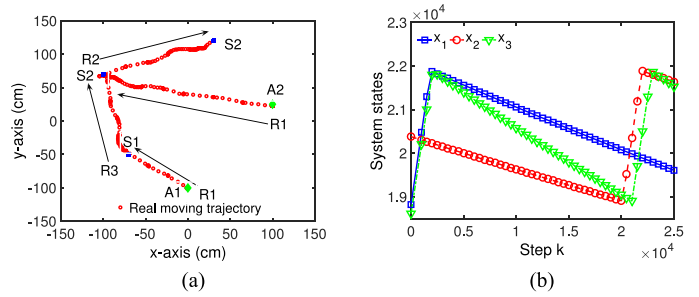 150
100
50
0
-50
-100
-150
y-axis (cm)
R2
S2
S2
A2
R1
S1
R3
A1
R1
Real moving trajectory
-150 -100 -50 0 50 100 150
x-axis (cm)
(a)
2.3 ×10⁴
2.2
2.1
2
1.9
System states
x₁ x₂ x₃
0 0.5 1 1.5 2 2.5
Step k ×10⁴
(b)